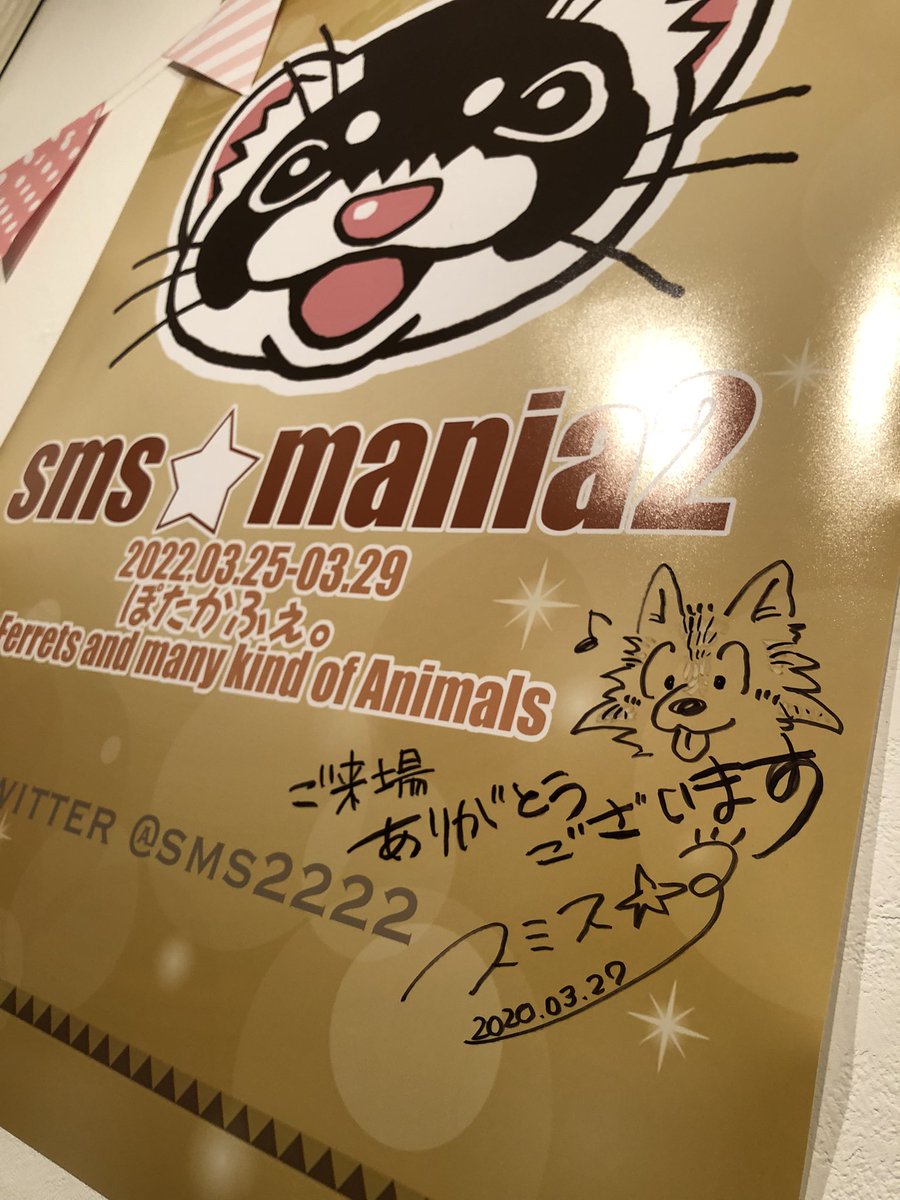 sms☆mania2
2022.03.25-03.29
ぽたかふぇ。
Ferrets and many kind of Animals
WITTER @SMS2222
ご来場
ありがとう
ございます
スミス☆
2020.03.27